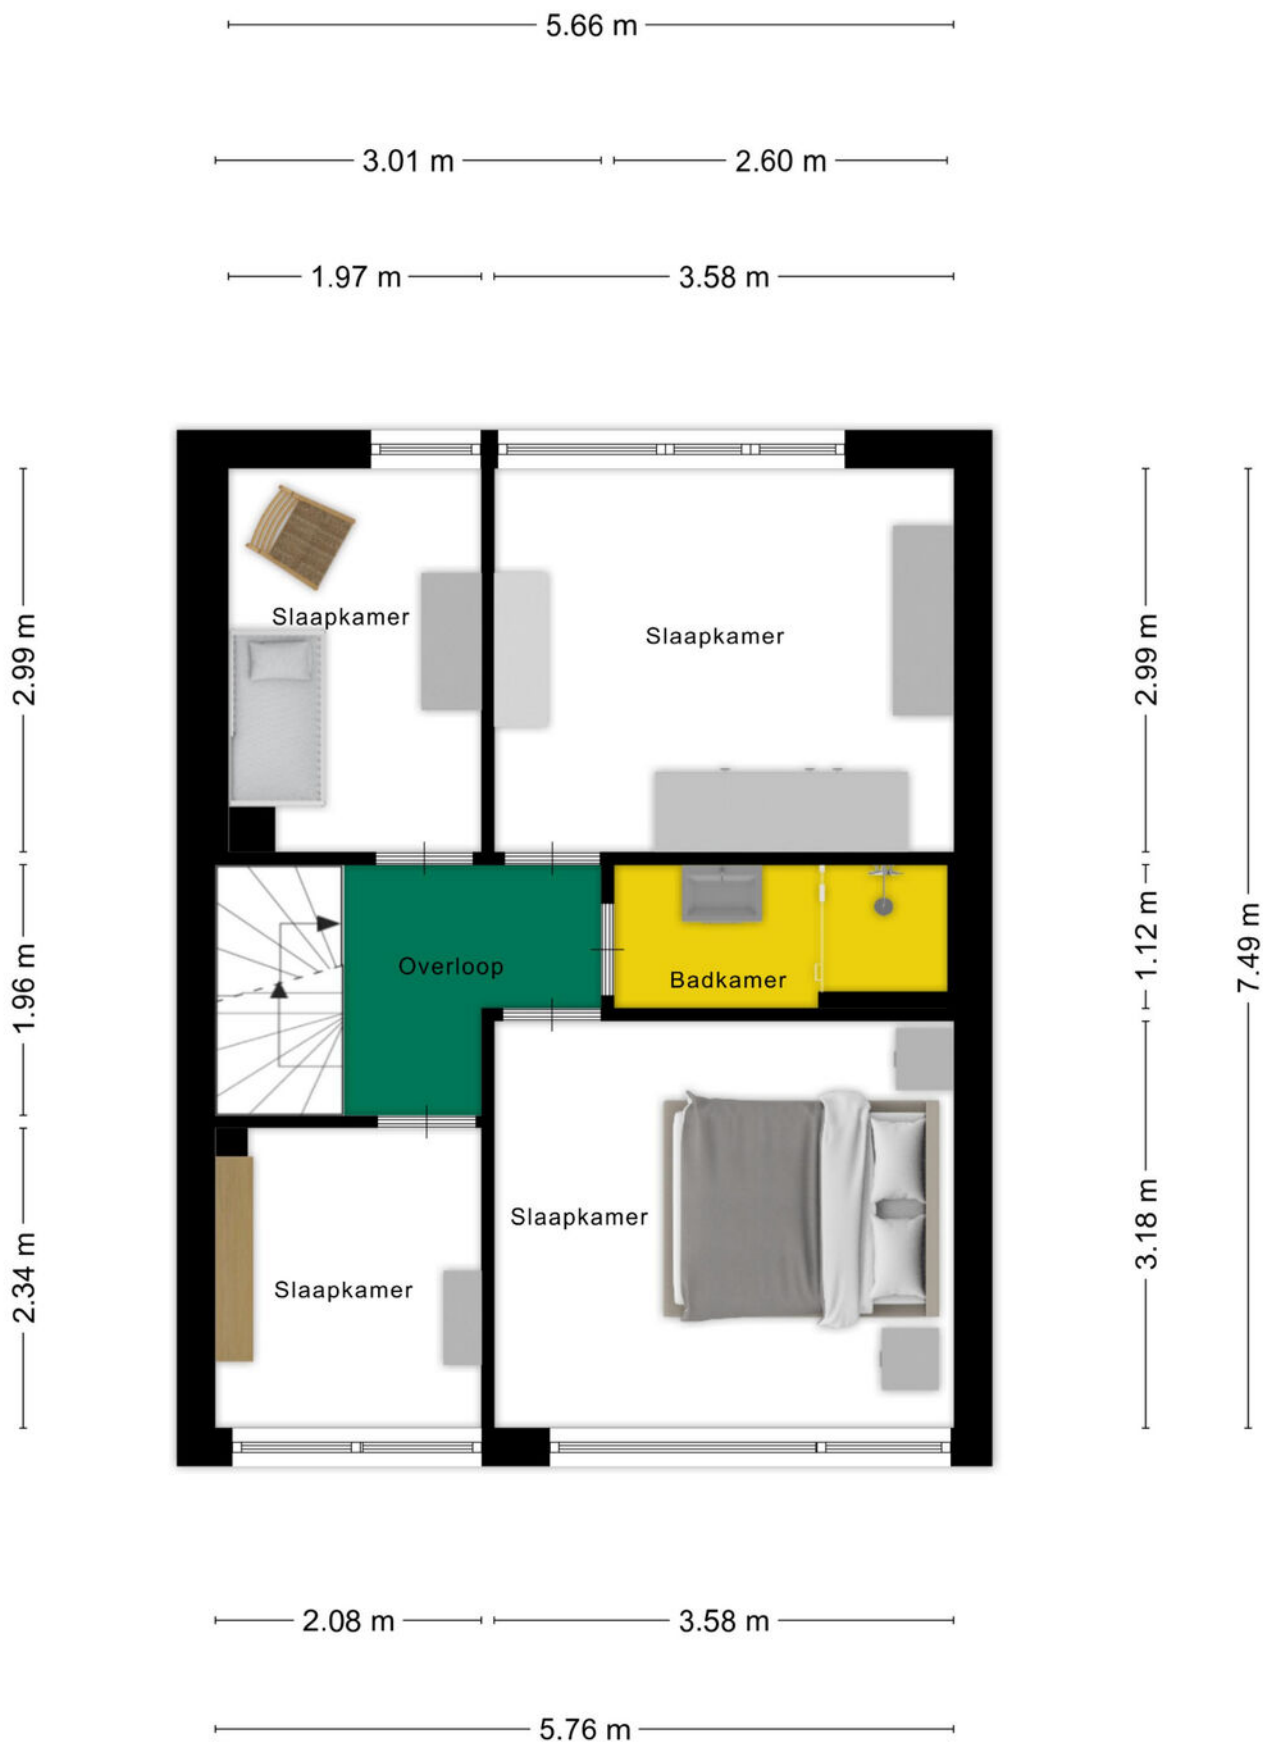 5.66 m
3.01 m
2.60 m
1.97 m
3.58 m
2.99 m
1.96 m
2.34 m
Slaapkamer
Slaapkamer
Overloop
Badkamer
Slaapkamer
Slaapkamer
2.99 m
1.12 m
3.18 m
7.49 m
2.08 m
3.58 m
5.76 m